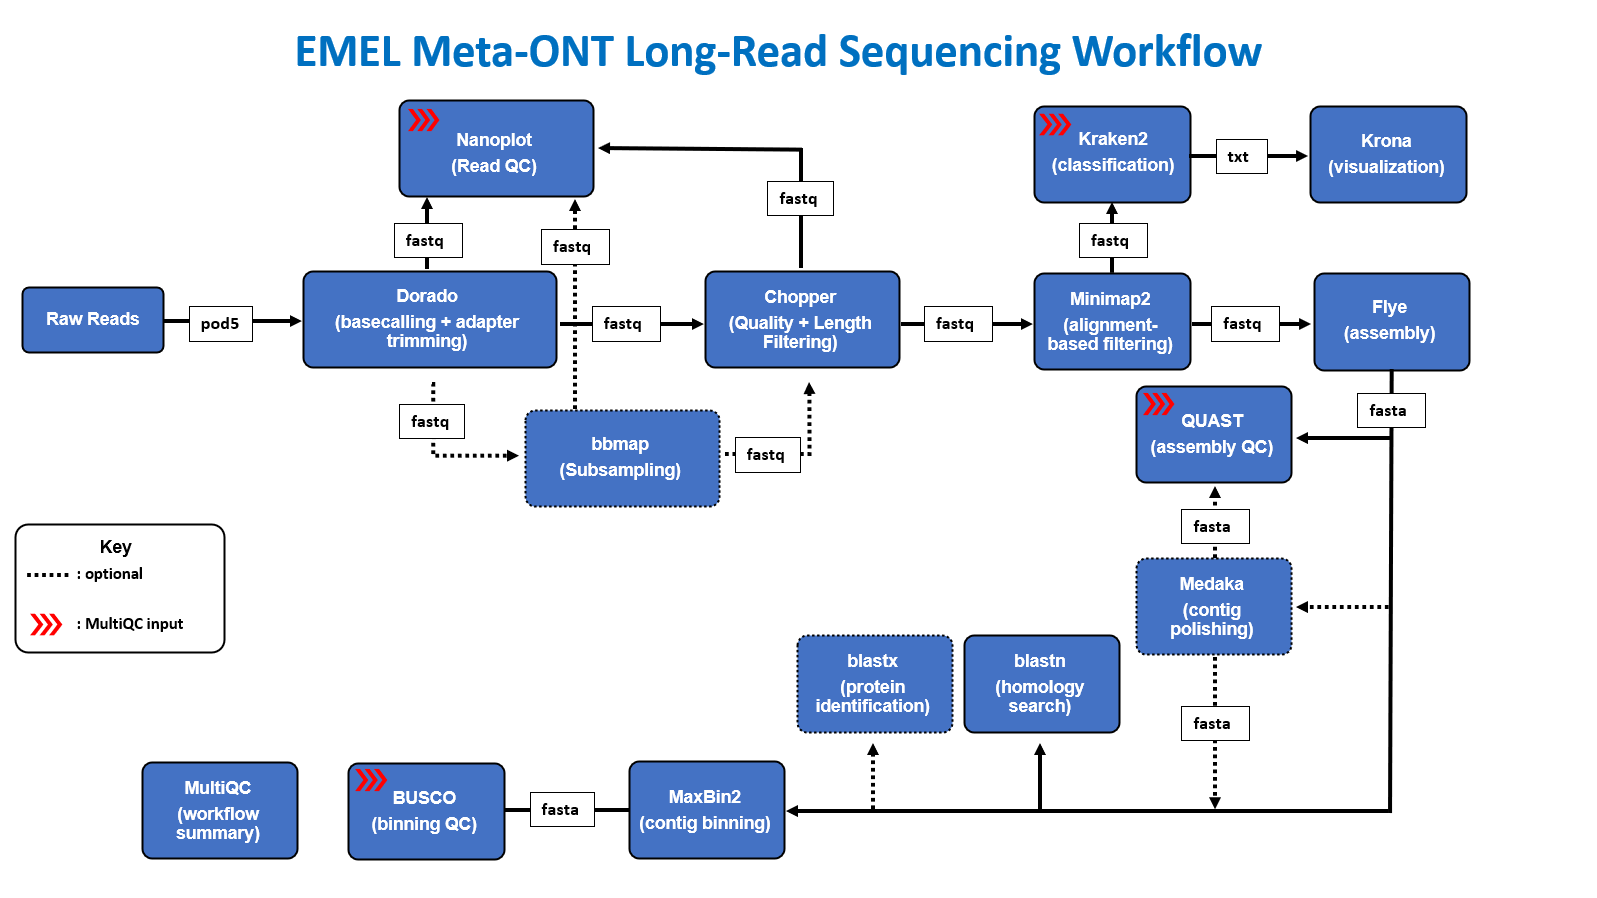 EMEL Meta-ONT Long-Read Sequencing Workflow
Nanoplot
(Read QC)
Kraken2
(classification)
txt
Krona
(visualization)
fastq
fastq
fastq
fastq
Raw Reads
pod5
Dorado
(basecalling + adapter
trimming)
fastq
Chopper
(Quality + Length
Filtering)
fastq
Minimap2
(alignment-
based filtering)
fastq
Flye
(assembly)
fastq
bbmap
(Subsampling)
fastq
fasta
QUAST
(assembly QC)
fasta
Key
: optional
: MultiQC input
Medaka
(contig
polishing)
blastx
(protein
identification)
blastn
(homology
search)
fasta
MultiQC
(workflow
summary)
BUSCO
(binning QC)
fasta
MaxBin2
(contig binning)